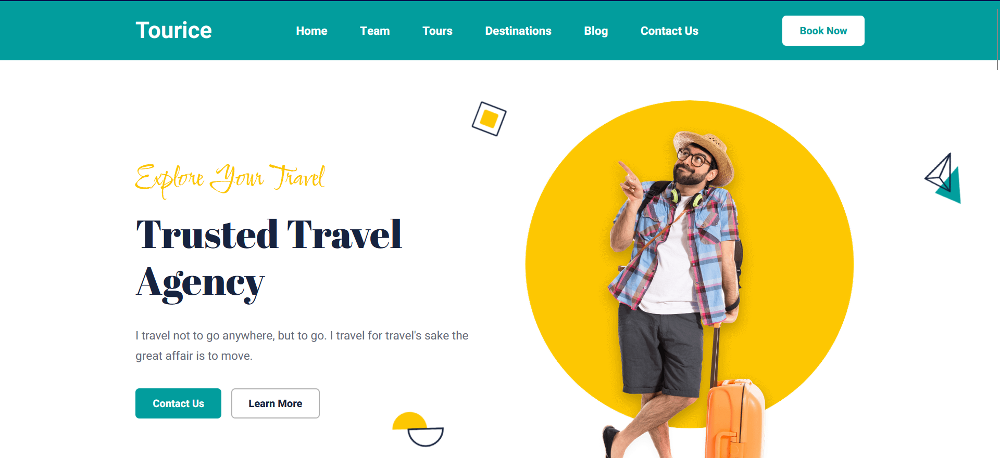 Tourice
Home
Team
Tours
Destinations
Blog
Contact Us
Book Now
Explore Your Travel
Trusted Travel
Agency
I travel not to go anywhere, but to go. I travel for travel's sake the
great affair is to move.
Contact Us
Learn More